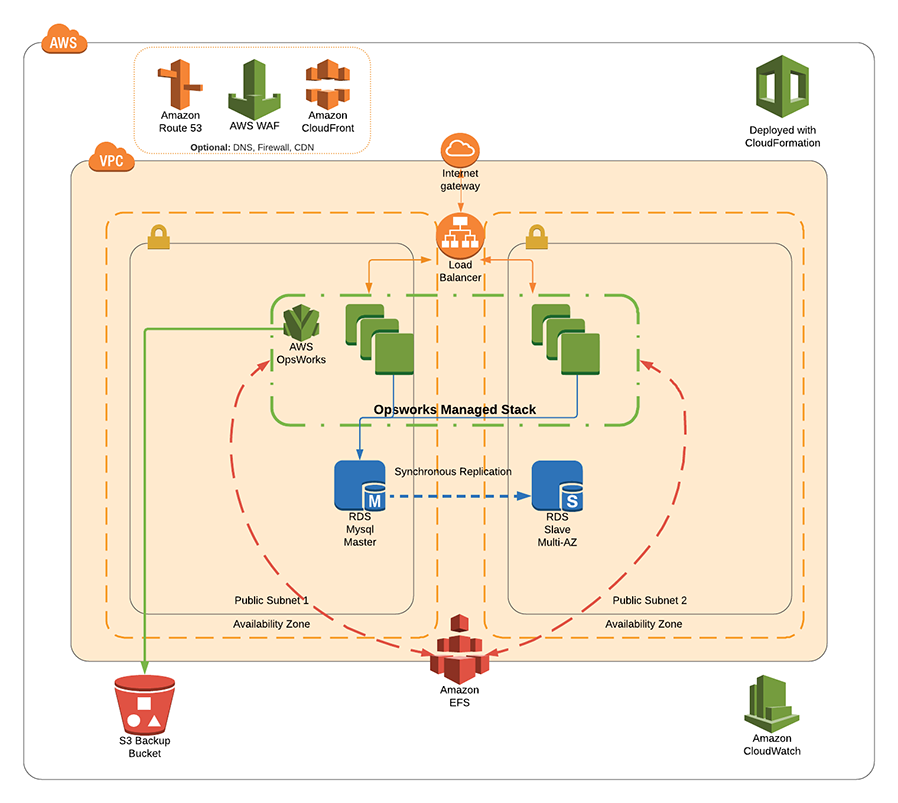 AWS
Amazon
Route 53
AWS WAF
Amazon
CloudFront
Optional: DNS, Firewall, CDN
Deployed with
CloudFormation
VPC
Internet
gateway
Load
Balancer
AWS
OpsWorks
Opsworks Managed Stack
Synchronous Replication
M
RDS
Mysql
Master
S
RDS
Slave
Multi-AZ
Public Subnet 1
Availability Zone
Public Subnet 2
Availability Zone
Amazon
EFS
S3 Backup
Bucket
Amazon
CloudWatch